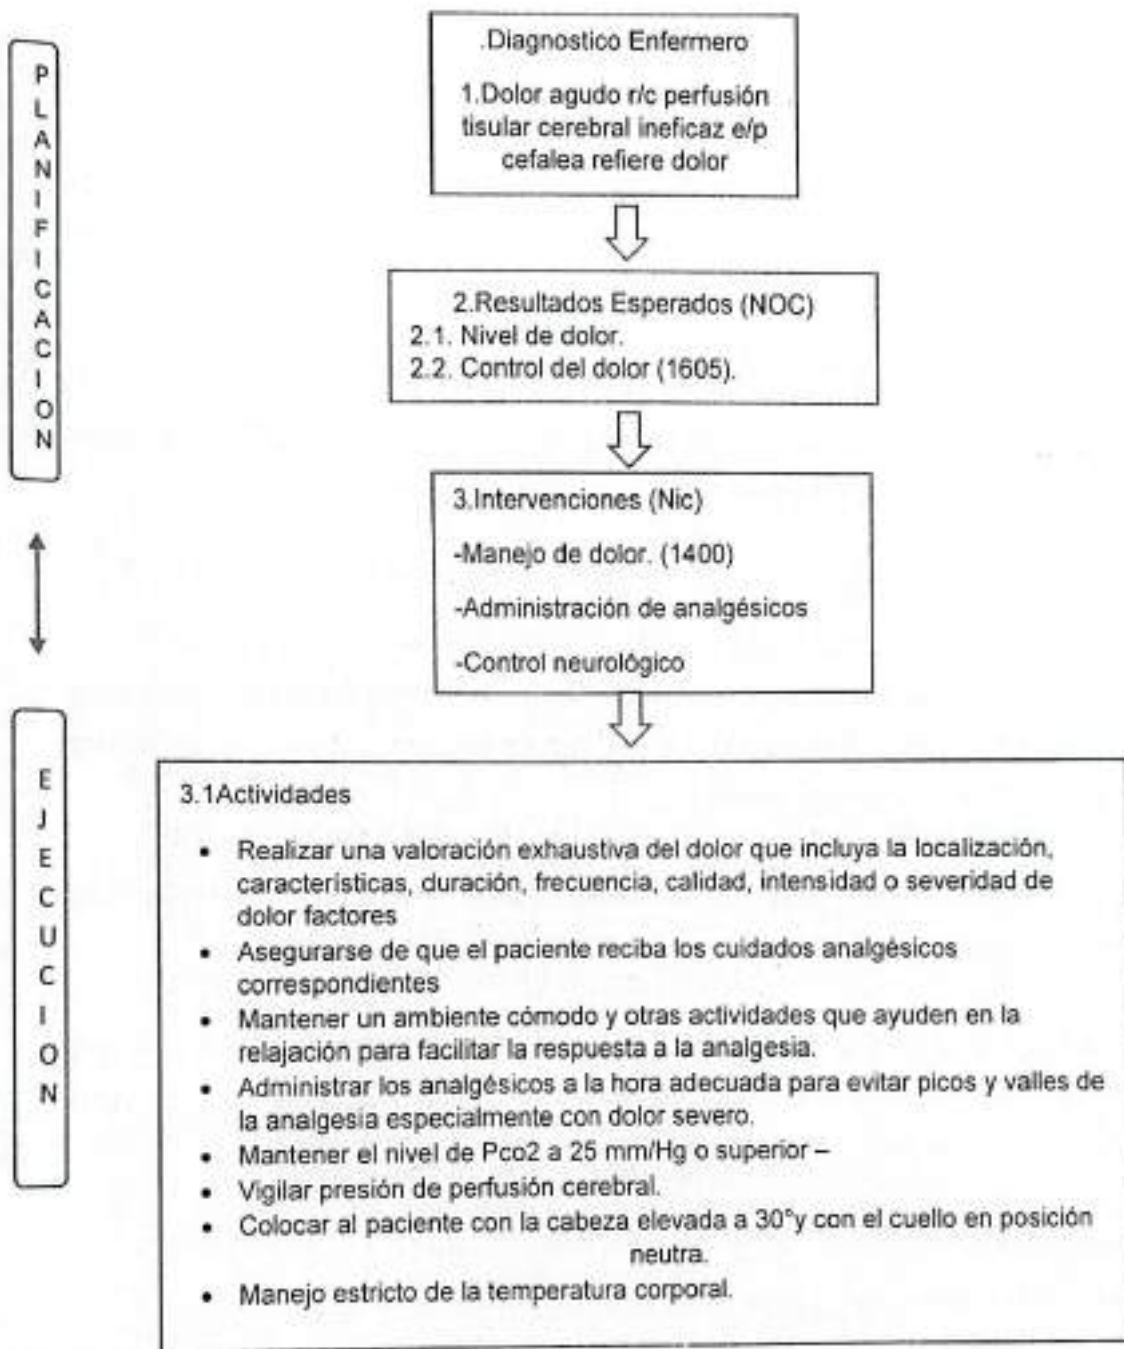 PLANIFICACION
.Diagnostico Enfermero
1.Dolor agudo r/c perfusión
tisular cerebral ineficaz e/p
cefalea refiere dolor
2.Resultados Esperados (NOC)
2.1. Nivel de dolor.
2.2. Control del dolor (1605).
3.Intervenciones (Nic)
-Manejo de dolor. (1400)
-Administración de analgésicos
-Control neurológico
EJECUCION
3.1Actividades
• Realizar una valoración exhaustiva del dolor que incluya la localización,
características, duración, frecuencia, calidad, intensidad o severidad de
dolor factores
• Asegurarse de que el paciente reciba los cuidados analgésicos
correspondientes
• Mantener un ambiente cómodo y otras actividades que ayuden en la
relajación para facilitar la respuesta a la analgesia.
• Administrar los analgésicos a la hora adecuada para evitar picos y valles de
la analgesia especialmente con dolor severo.
• Mantener el nivel de Pco2 a 25 mm/Hg o superior –
• Vigilar presión de perfusión cerebral.
• Colocar al paciente con la cabeza elevada a 30°y con el cuello en posición
neutra.
• Manejo estricto de la temperatura corporal.